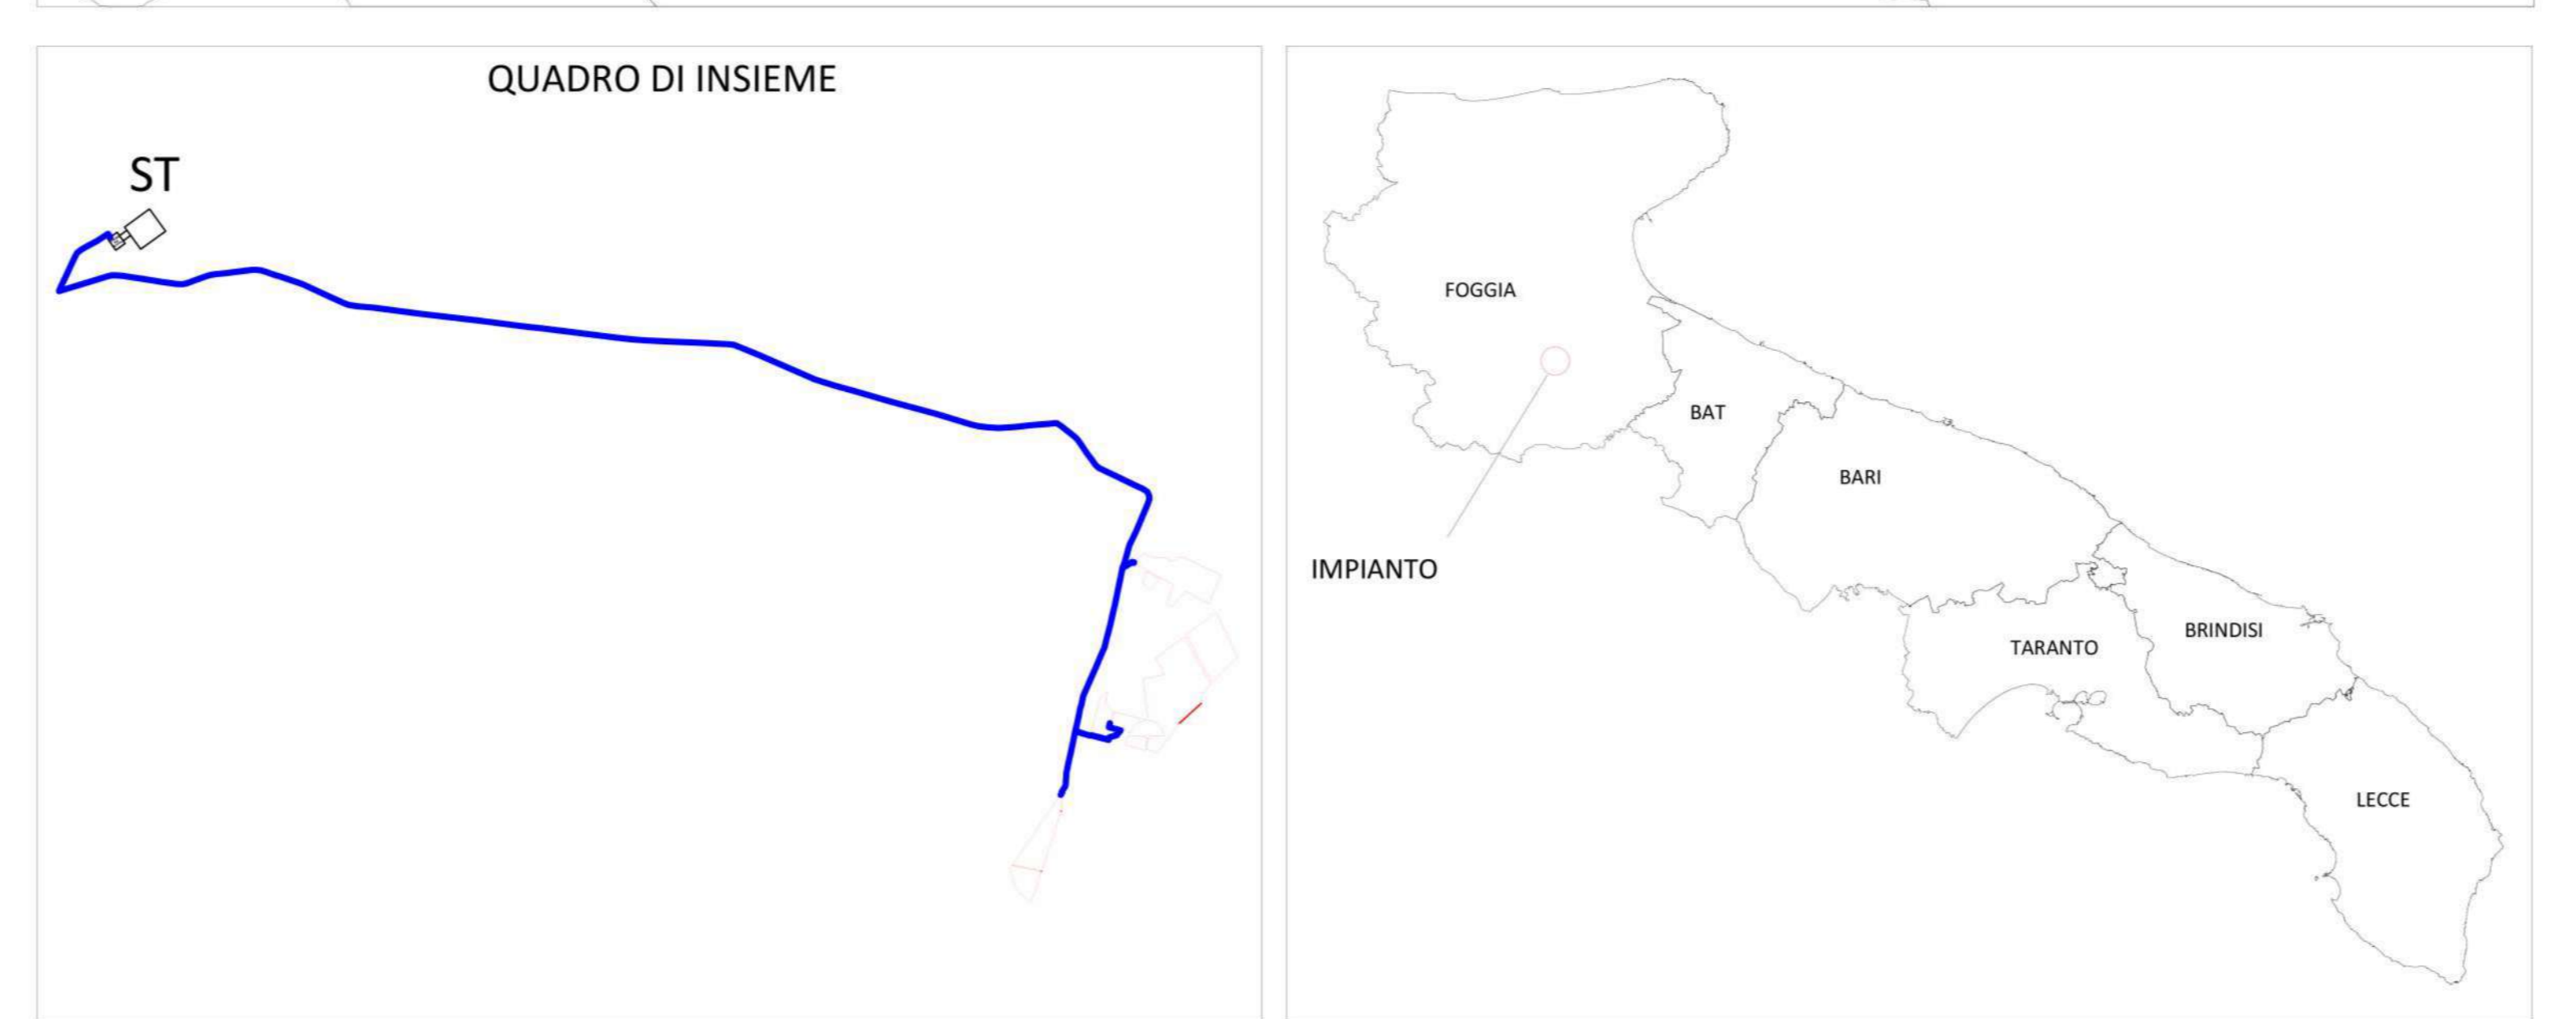 QUADRO DI INSIEME
ST
FOGGIA
BAT
BARI
IMPIANTO
BRINDISI
TARANTO
LECCE